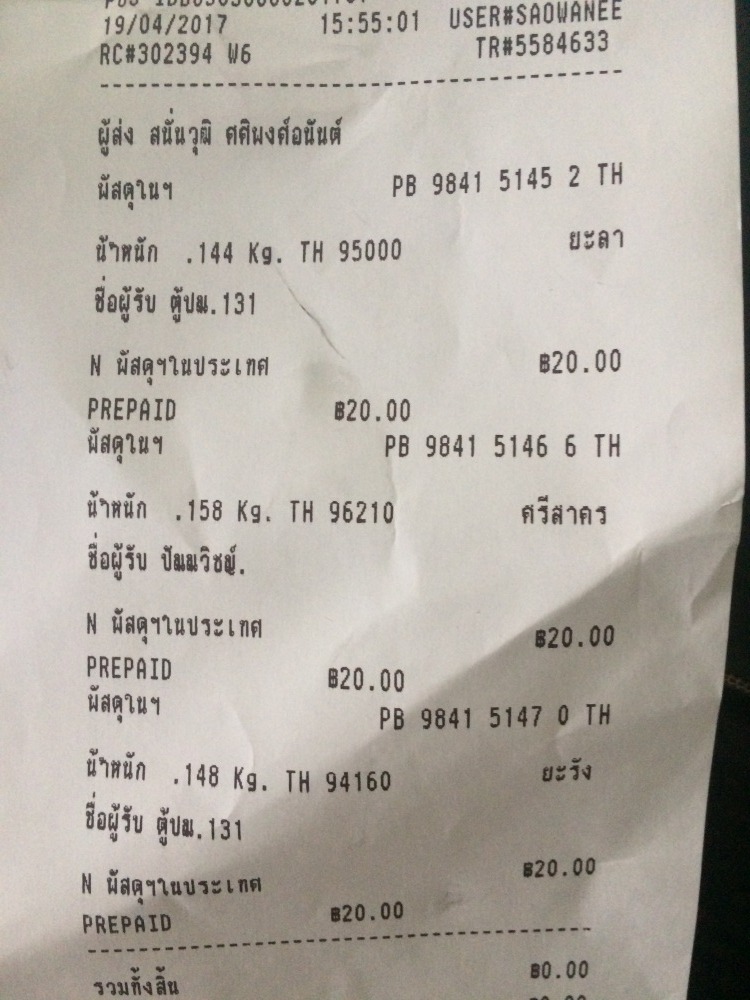 19/04/2017 15:55:01 USER#SAOWANEE
RC#302394 W6 TR#5584633
ผู้ส่ง สนั่นวุฒิ ศศิพงศ์อนันต์
พัสดุในฯ PB 9841 5145 2 TH
น้ำหนัก .144 Kg. TH 95000 ยะลา
ชื่อผู้รับ ตู้ปณ.131
N พัสดุฯในประเทศ ฿20.00
PREPAID ฿20.00
พัสดุในฯ PB 9841 5146 6 TH
น้ำหนัก .158 Kg. TH 96210 ศรีสาคร
ชื่อผู้รับ ปัณณวิชญ์.
N พัสดุฯในประเทศ ฿20.00
PREPAID ฿20.00
พัสดุในฯ PB 9841 5147 0 TH
น้ำหนัก .148 Kg. TH 94160 ยะรัง
ชื่อผู้รับ ตู้ปณ.131
N พัสดุฯในประเทศ ฿20.00
PREPAID ฿20.00
รวมทั้งสิ้น ฿0.00